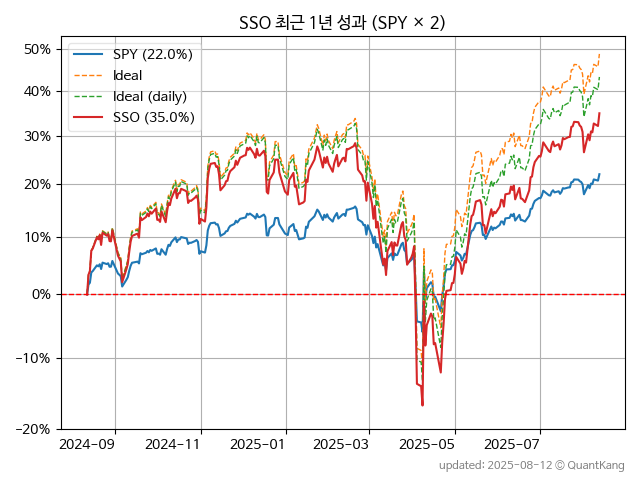 SSO 최근 1년 성과 (SPY × 2)
50%
40%
30%
20%
10%
0%
−10%
−20%
SPY (22.0%)
Ideal
Ideal (daily)
SSO (35.0%)
2024−09
2024−11
2025−01
2025−03
2025−05
2025−07
updated: 2025-08-12 © QuantKang